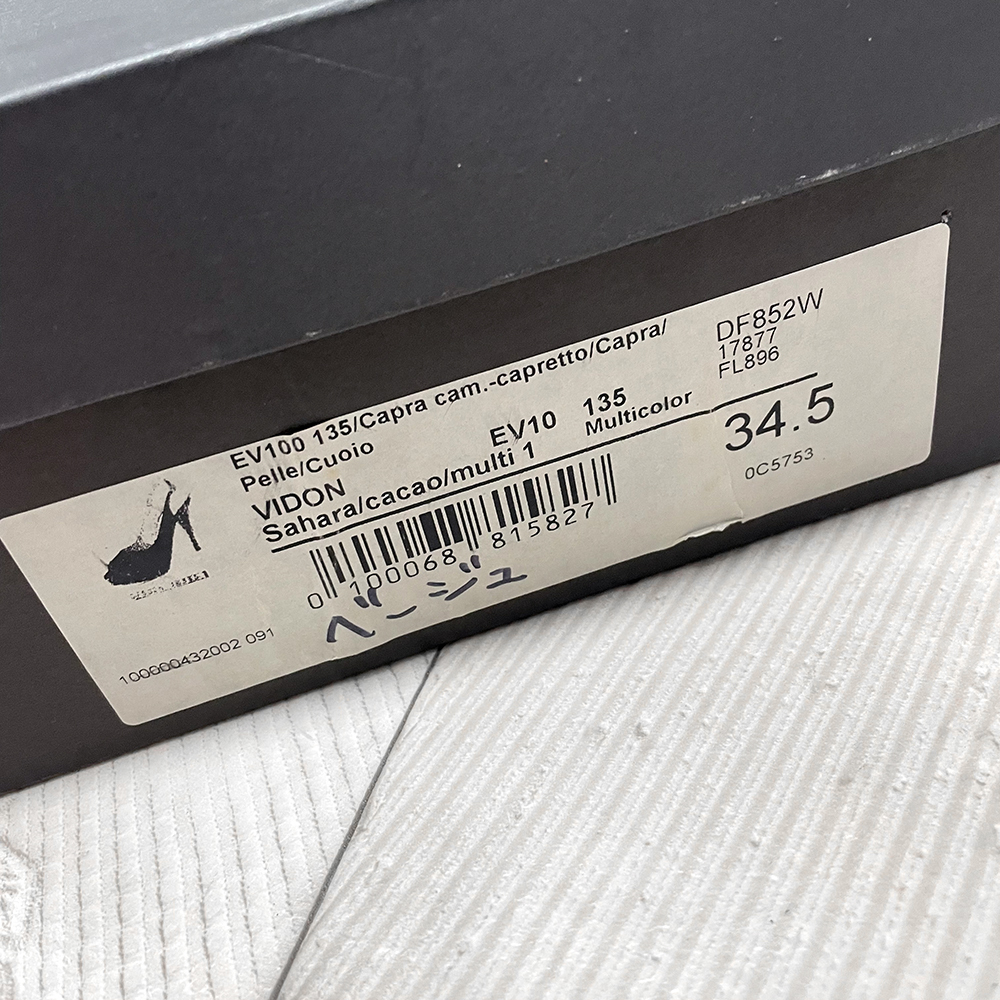 EV100 135/Capra cam.-capretto/Capra/
Pelle/Cuoio
VIDON EV10 135
Sahara/cacao/multi 1 Multicolor
DF852W
17877
FL896
34.5
0C5753
0 100068 815827
ベージュ
100000432002 091